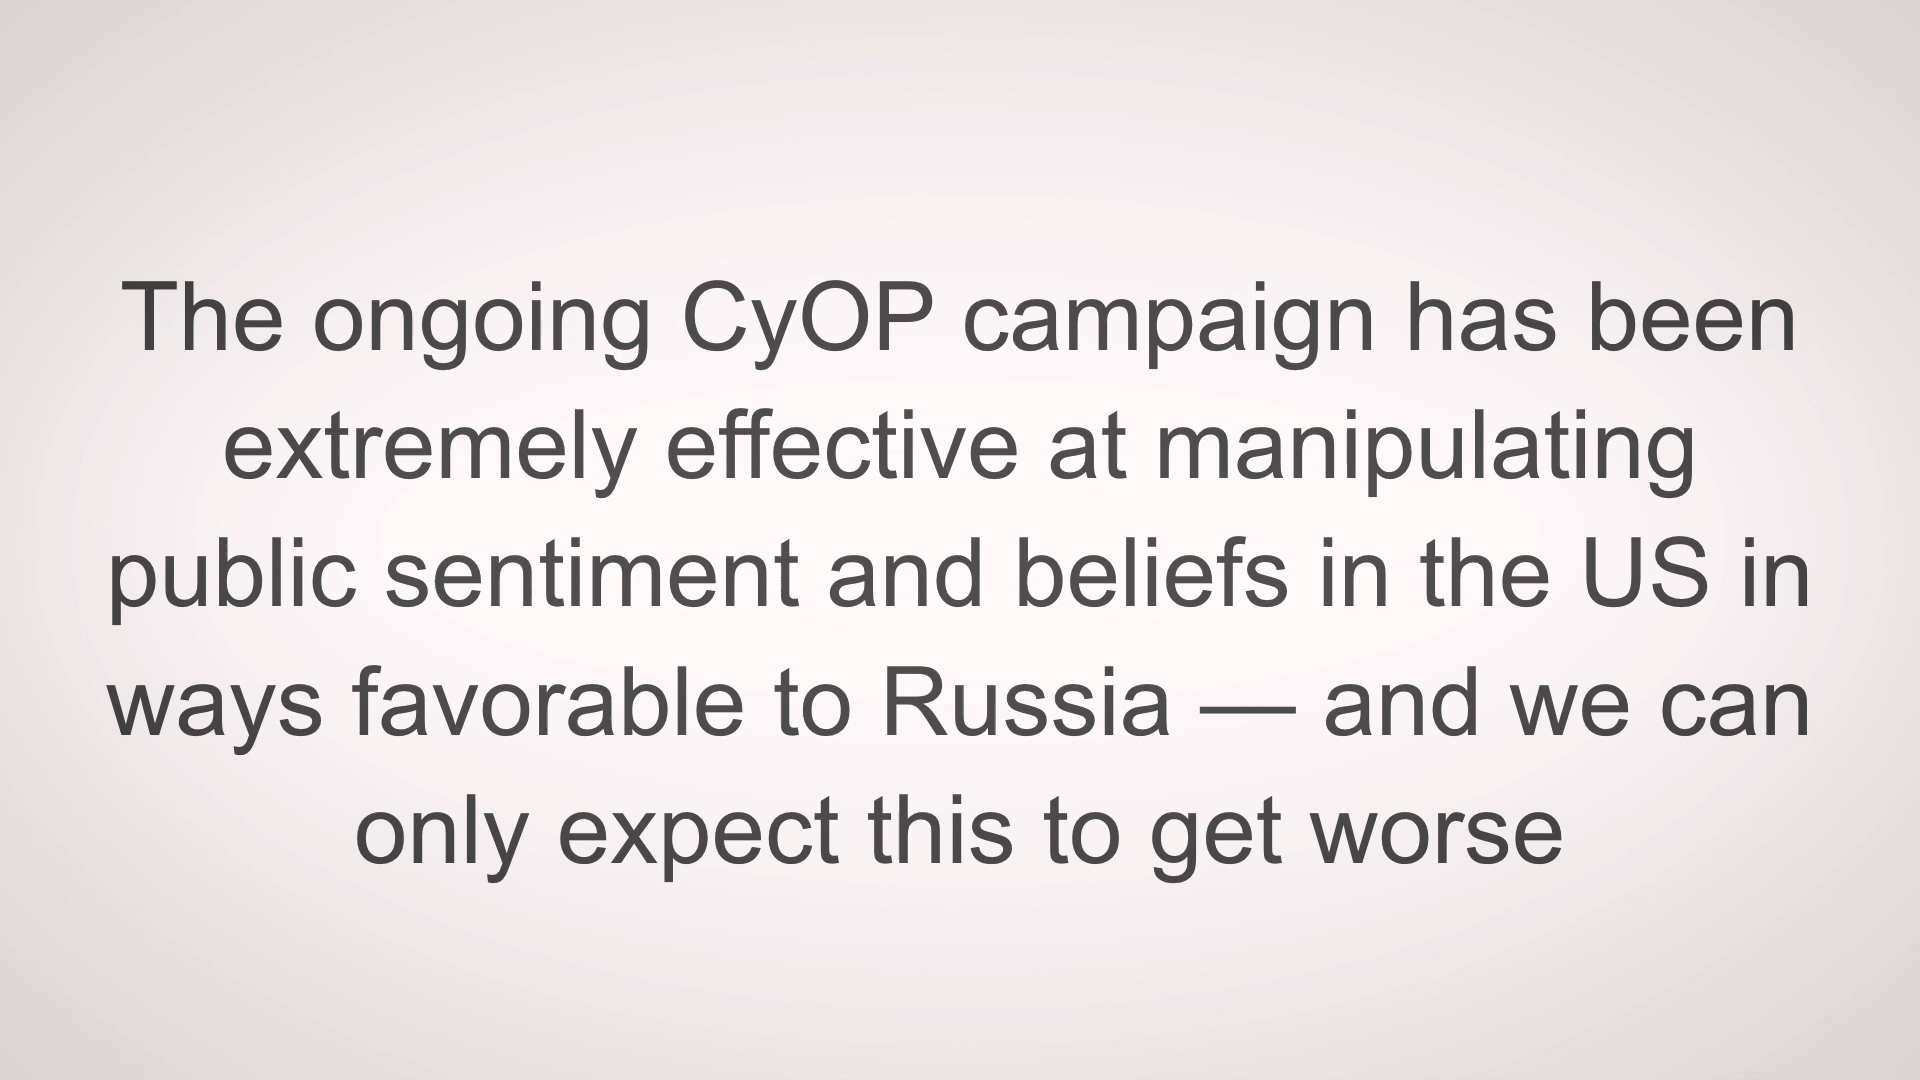 The ongoing CyOP campaign has been
extremely effective at manipulating
public sentiment and beliefs in the US in
ways favorable to Russia — and we can
only expect this to get worse